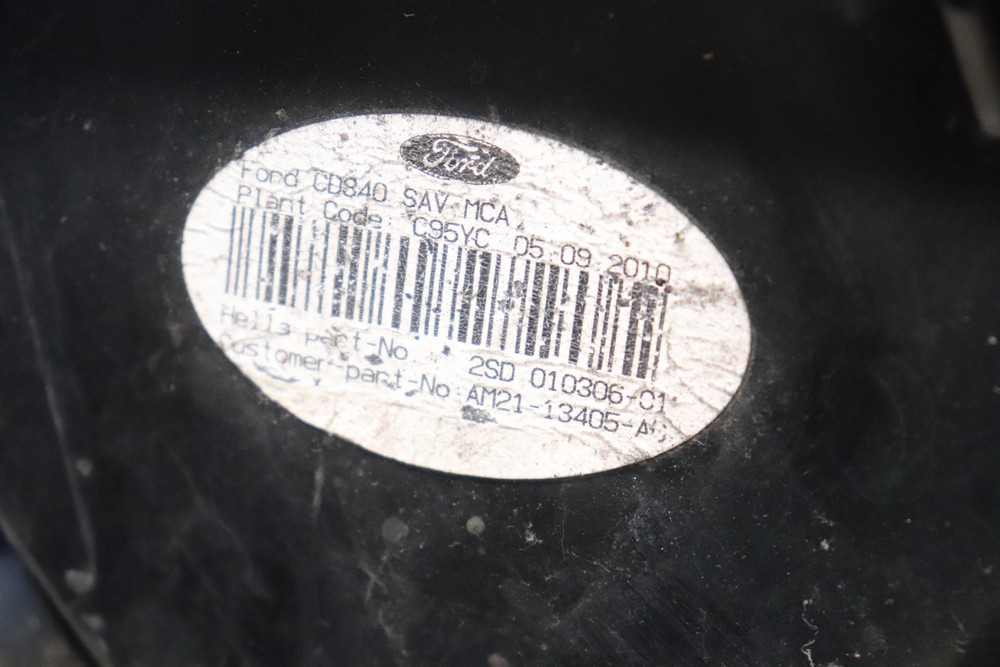 Ford
Ford CD340 SAV MCA
Plant Code: C95YC 05.09.2010
Hella part-No.: 2SD 010306-01
Customer-part-No AM21-13405-